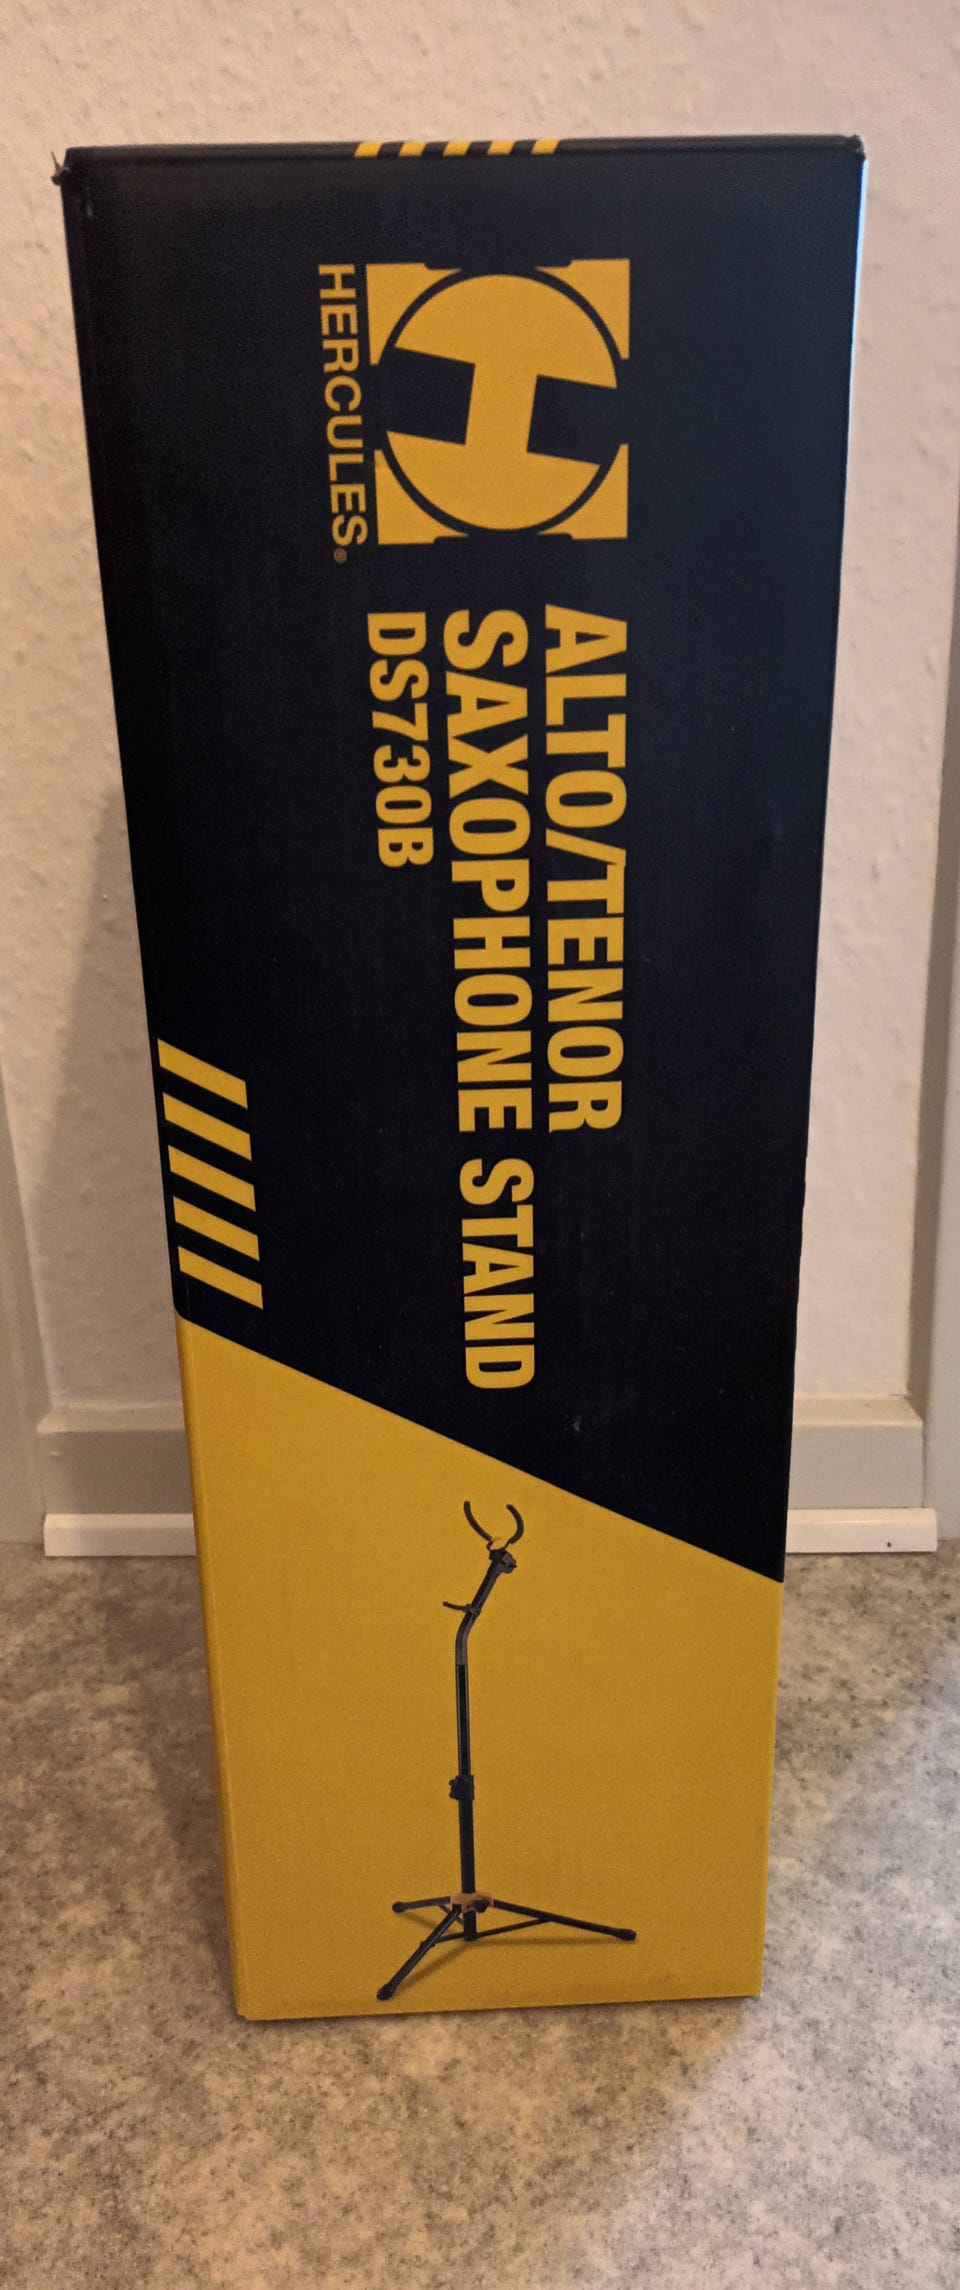 HERCULES®
ALTO/TENOR
SAXOPHONE STAND
DS730B